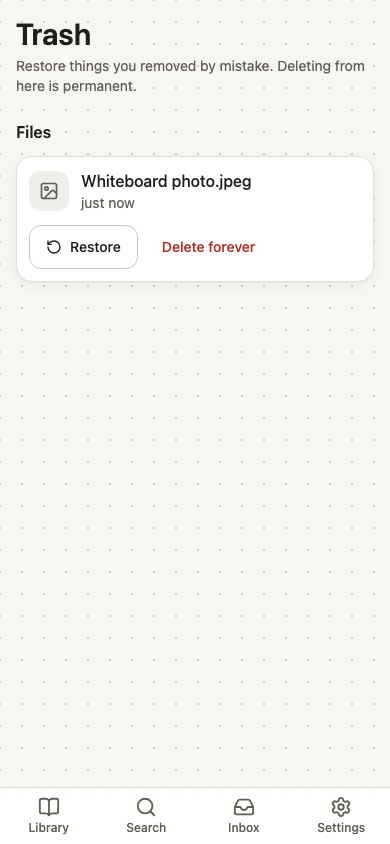 Trash
Restore things you removed by mistake. Deleting from
here is permanent.
Files
Whiteboard photo.jpeg
just now
Restore
Delete forever
Library
Search
Inbox
Settings